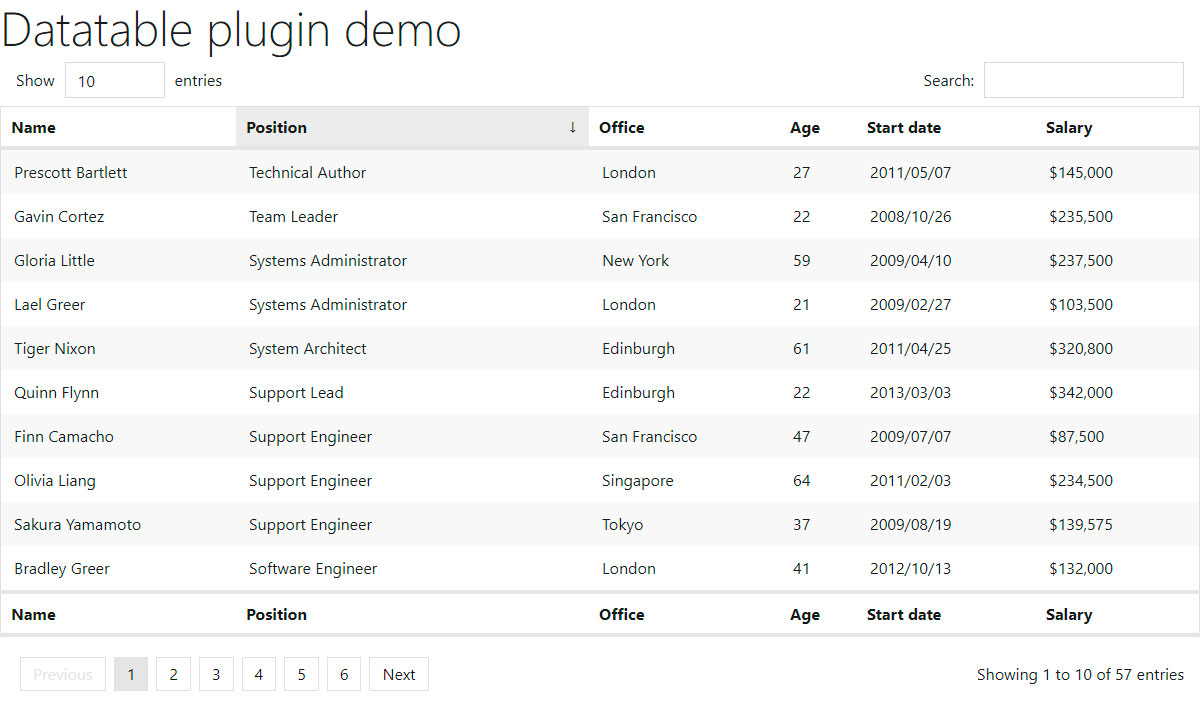 Datatable plugin demo
Show 10 entries Search:
Name Position ↓ Office Age Start date Salary
Prescott Bartlett Technical Author London 27 2011/05/07 $145,000
Gavin Cortez Team Leader San Francisco 22 2008/10/26 $235,500
Gloria Little Systems Administrator New York 59 2009/04/10 $237,500
Lael Greer Systems Administrator London 21 2009/02/27 $103,500
Tiger Nixon System Architect Edinburgh 61 2011/04/25 $320,800
Quinn Flynn Support Lead Edinburgh 22 2013/03/03 $342,000
Finn Camacho Support Engineer San Francisco 47 2009/07/07 $87,500
Olivia Liang Support Engineer Singapore 64 2011/02/03 $234,500
Sakura Yamamoto Support Engineer Tokyo 37 2009/08/19 $139,575
Bradley Greer Software Engineer London 41 2012/10/13 $132,000
Name Position Office Age Start date Salary
Previous 1 2 3 4 5 6 Next Showing 1 to 10 of 57 entries